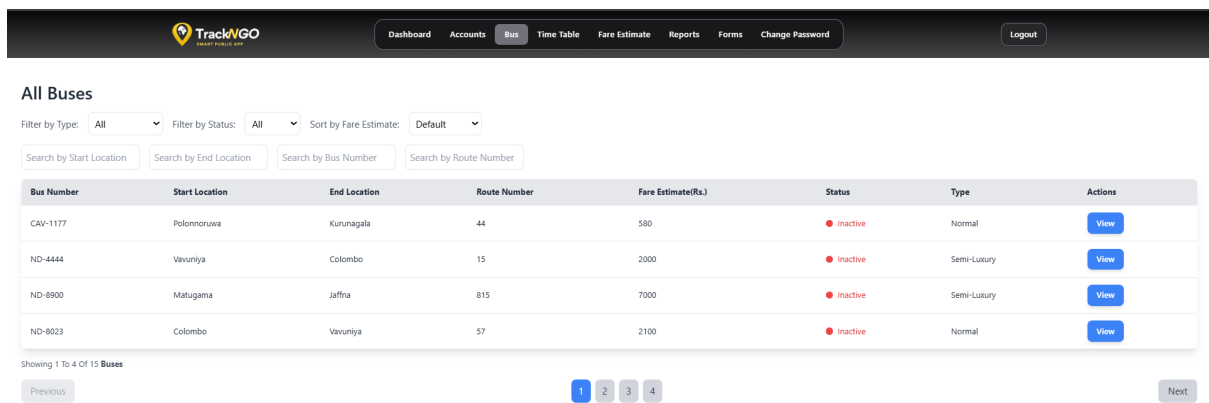 TrackNGO
SMART PUBLIC APP
Dashboard Accounts Bus Time Table Fare Estimate Reports Forms Change Password
Logout
All Buses
Filter by Type: All Filter by Status: All Sort by Fare Estimate: Default
Search by Start Location Search by End Location Search by Bus Number Search by Route Number
Bus Number Start Location End Location Route Number Fare Estimate(Rs.) Status Type Actions
CAV-1177 Polonnoruwa Kurunagala 44 580 Inactive Normal View
ND-4444 Vavuniya Colombo 15 2000 Inactive Semi-Luxury View
ND-8900 Matugama Jaffna 815 7000 Inactive Semi-Luxury View
ND-8023 Colombo Vavuniya 57 2100 Inactive Normal View
Showing 1 To 4 Of 15 Buses
Previous 1 2 3 4 Next